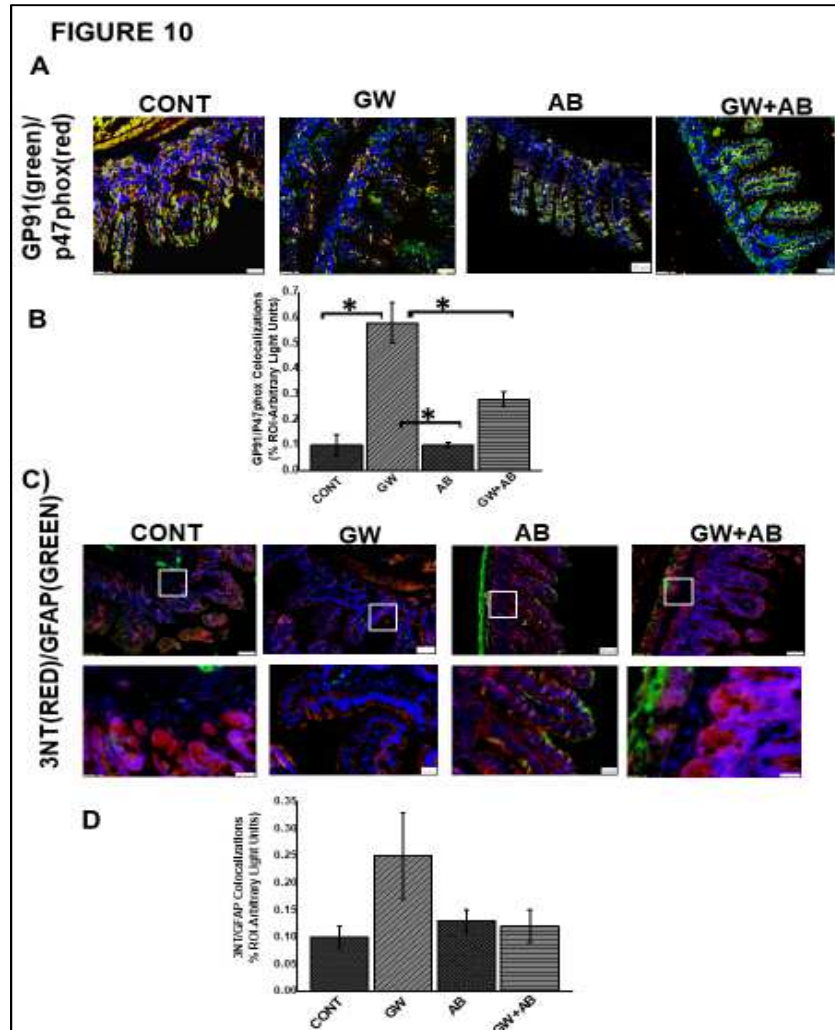 FIGURE 10
A
CONT
GW
AB
GW+AB
GP91(green)/
p47phox(red)
B
GP91/P47phox Colocalizations
(% ROI-Arbitrary Light Units)
0.7
0.6
0.5
0.4
0.3
0.2
0.1
0.0
*
*
*
CONT
GW
AB
GW+AB
C)
CONT
GW
AB
GW+AB
3NT(RED)/GFAP(GREEN)
D
3NT/GFAP Colocalizations
% ROI-Arbitrary Light Units)
0.35
0.30
0.25
0.20
0.15
0.10
0.05
0.00
CONT
GW
AB
GW+AB